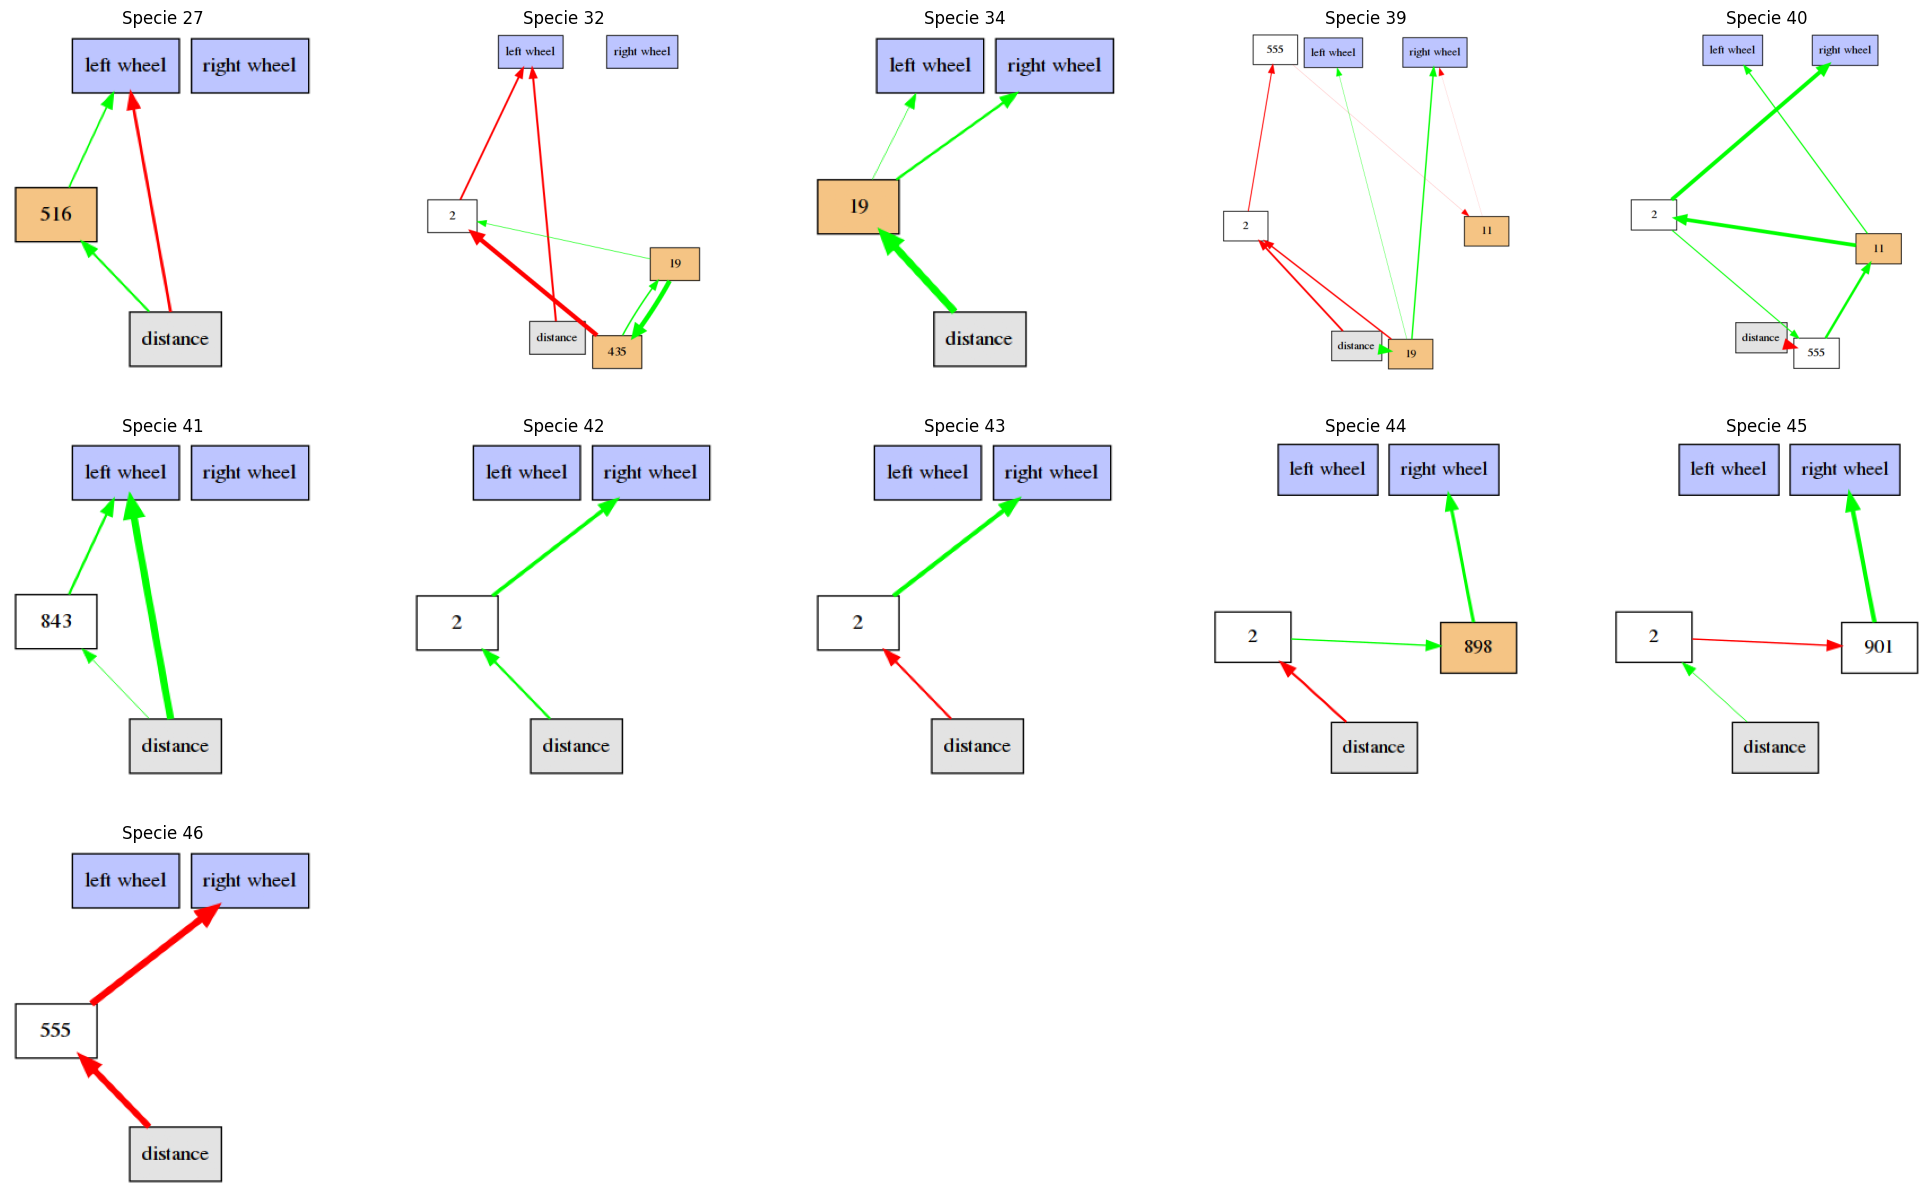 Specie 27
left wheel
right wheel
516
distance
Specie 32
left wheel
right wheel
2
19
distance
435
Specie 34
left wheel
right wheel
19
distance
Specie 39
555
left wheel
right wheel
2
11
distance
19
Specie 40
left wheel
right wheel
2
11
distance
555
Specie 41
left wheel
right wheel
843
distance
Specie 42
left wheel
right wheel
2
distance
Specie 43
left wheel
right wheel
2
distance
Specie 44
left wheel
right wheel
2
898
distance
Specie 45
left wheel
right wheel
2
901
distance
Specie 46
left wheel
right wheel
555
distance